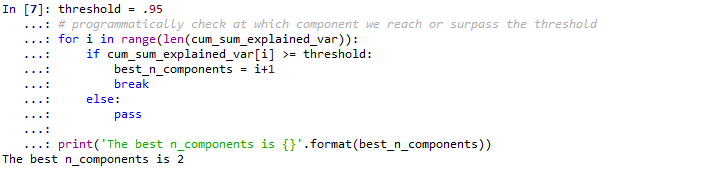 In [7]: threshold = .95
   ...: # programmatically check at which component we reach or surpass the threshold
   ...: for i in range(len(cum_sum_explained_var)):
   ...:     if cum_sum_explained_var[i] >= threshold:
   ...:         best_n_components = i+1
   ...:         break
   ...:     else:
   ...:         pass
   ...:
   ...: print('The best n_components is {}'.format(best_n_components))
The best n_components is 2